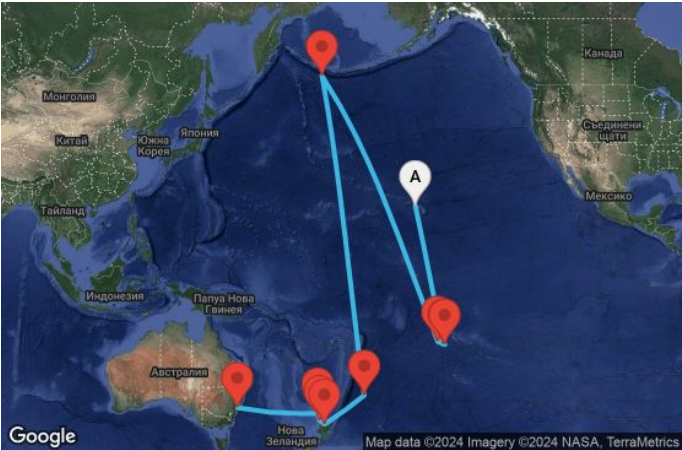 Канада
Монголия
Съединени
щати
Китай
Южна
Корея
Япония
A
Мексико
Тайланд
Индонезия
Папуа Нова
Гвинея
Австралия
Нова
Зеландия
Google
Map data ©2024 Imagery ©2024 NASA, TerraMetrics